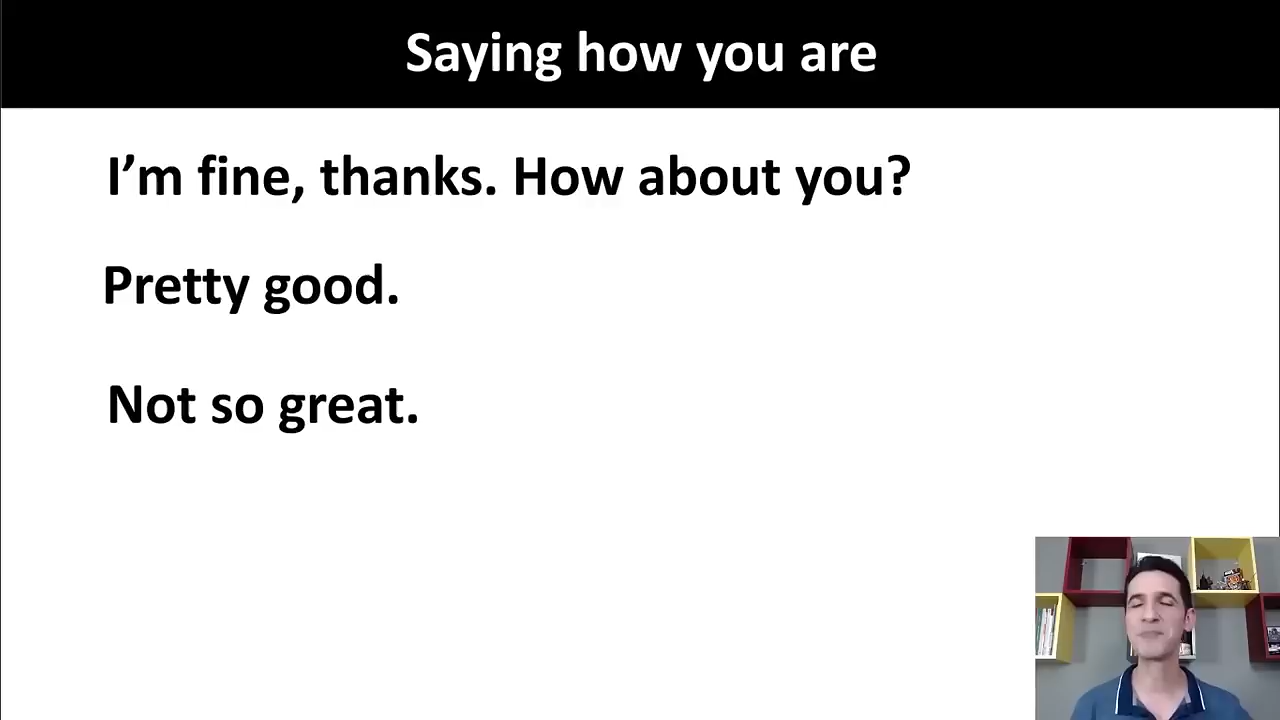 Saying how you are
I’m fine, thanks. How about you?
Pretty good.
Not so great.